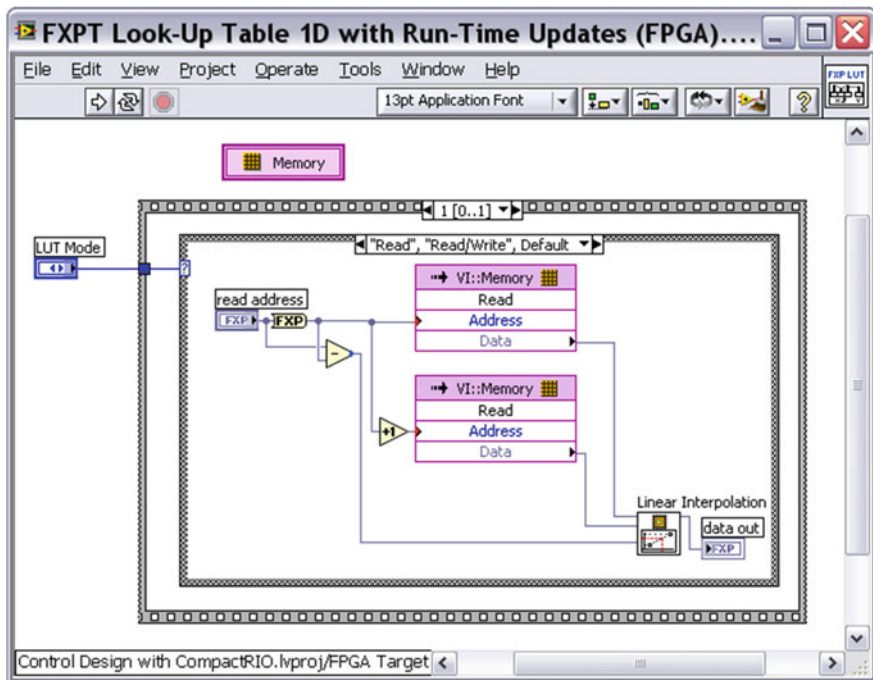 FXPT Look-Up Table 1D with Run-Time Updates (FPGA)....
File Edit View Project Operate Tools Window Help
FXP LUT
13pt Application Font
?
Memory
1 [0..1]
LUT Mode
"Read", "Read/Write", Default
?
VI::Memory
read address
Read
FXP
FXP
Address
Data
-
VI::Memory
Read
+1
Address
Data
Linear Interpolation
data out
FXP
Control Design with CompactRIO.lvproj/FPGA Target